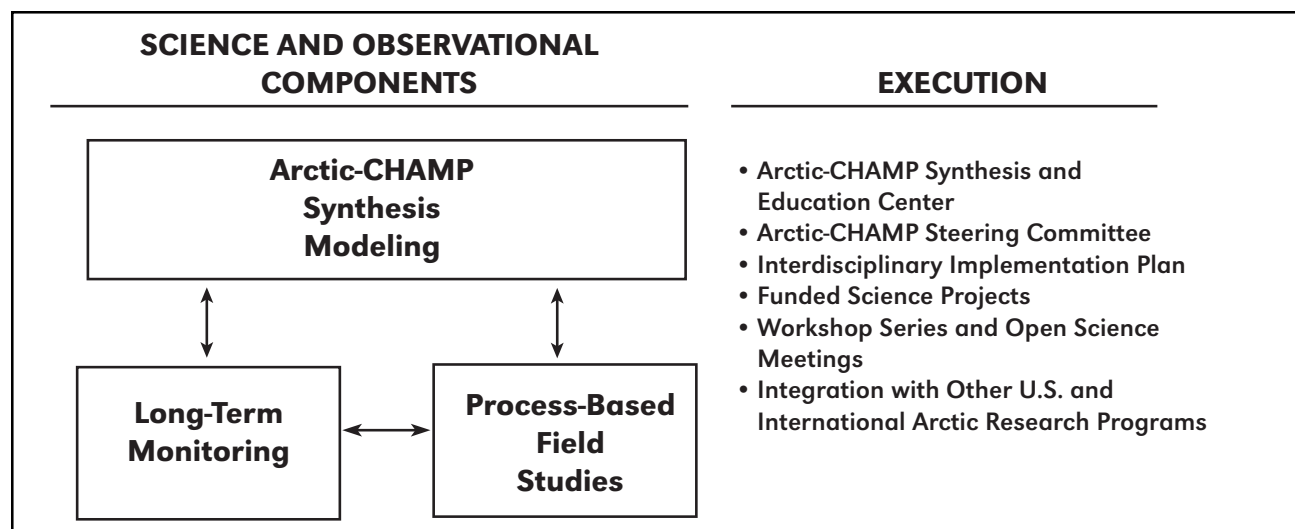 SCIENCE AND OBSERVATIONAL
COMPONENTS
Arctic-CHAMP
Synthesis
Modeling
Long-Term
Monitoring
Process-Based
Field
Studies
EXECUTION
• Arctic-CHAMP Synthesis and
Education Center
• Arctic-CHAMP Steering Committee
• Interdisciplinary Implementation Plan
• Funded Science Projects
• Workshop Series and Open Science
Meetings
• Integration with Other U.S. and
International Arctic Research Programs